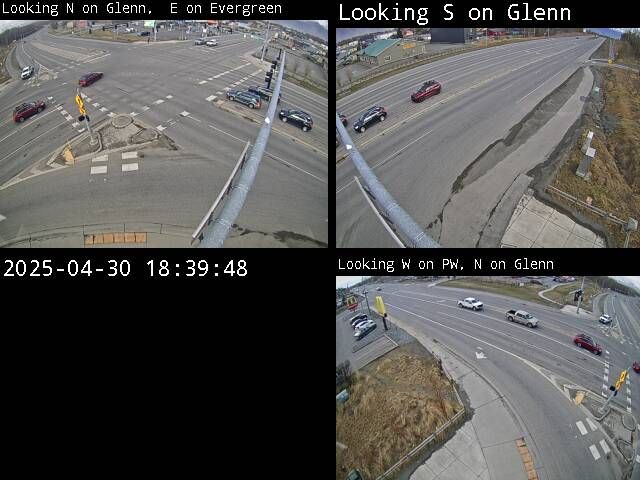 Looking N on Glenn,  E on Evergreen
Looking S on Glenn
2025-04-30 18:39:48
Looking W on PW, N on Glenn